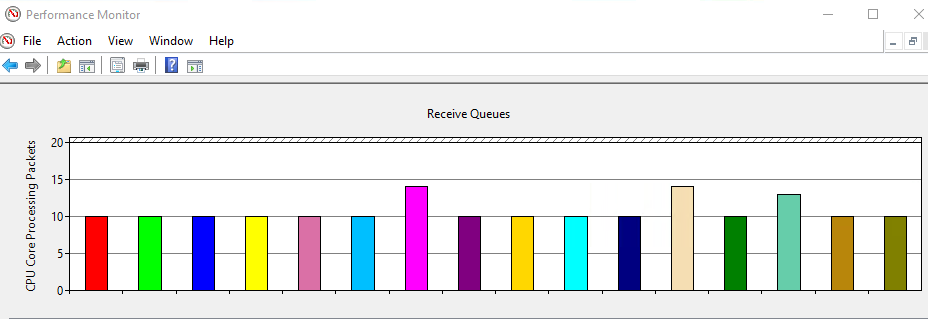 Performance Monitor
File Action View Window Help
Receive Queues
CPU Core Processing Packets
20
15
10
5
0